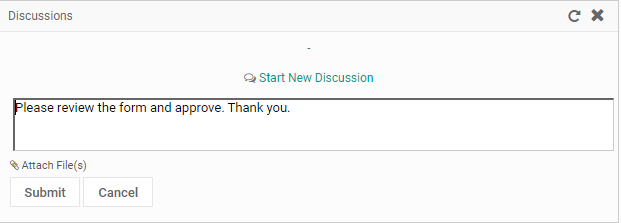 Discussions
-
Start New Discussion
Please review the form and approve. Thank you.
Attach File(s)
Submit Cancel